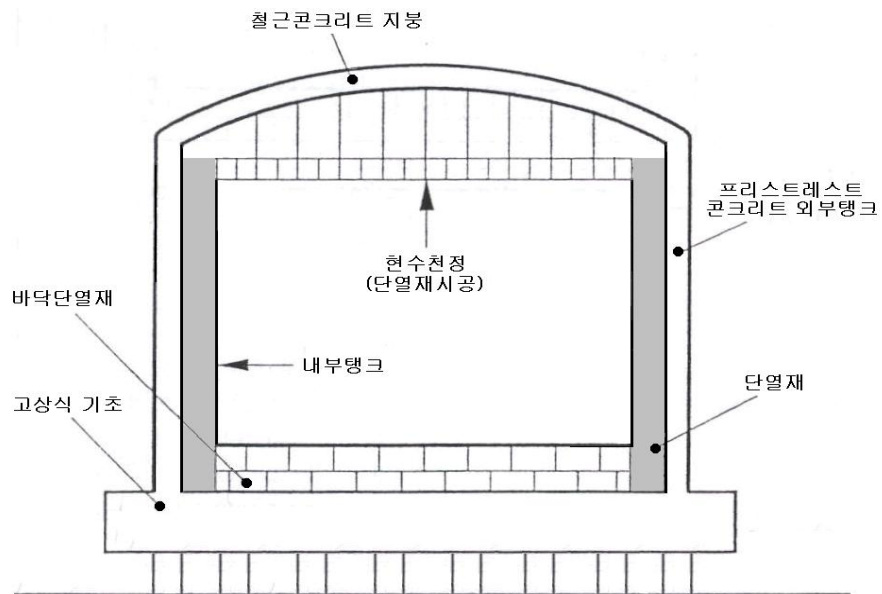 철근콘크리트 지붕
프리스트레스트
콘크리트 외부탱크
현수천정
(단열재시공)
바닥단열재
내부탱크
단열재
고상식 기초